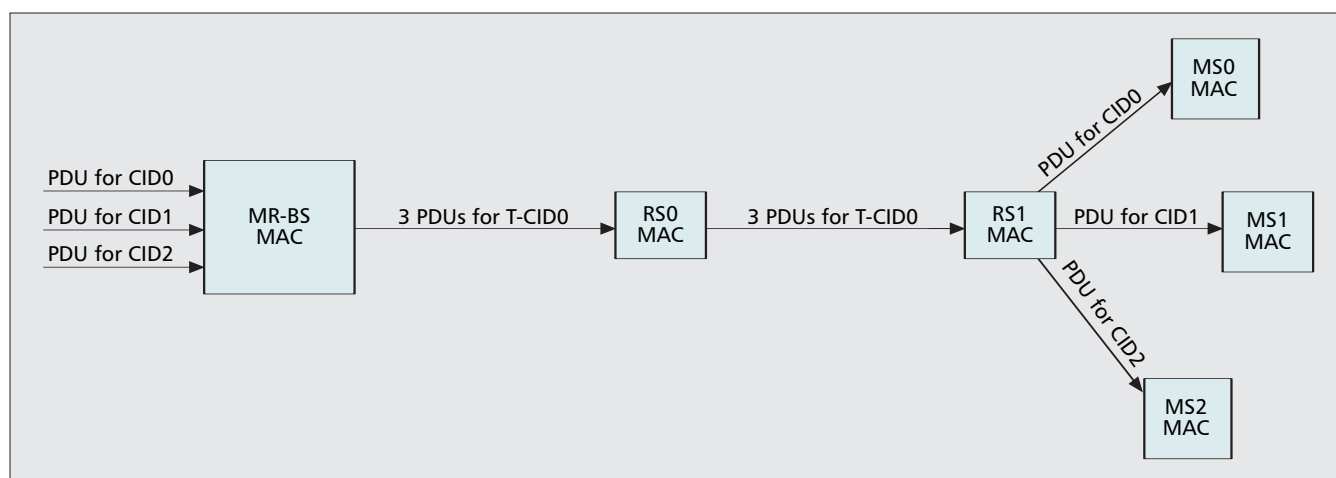 PDU for CID0
PDU for CID1
PDU for CID2
MR-BS
MAC
3 PDUs for T-CID0
RS0
MAC
3 PDUs for T-CID0
RS1
MAC
PDU for CID0
PDU for CID1
PDU for CID2
MS0
MAC
MS1
MAC
MS2
MAC